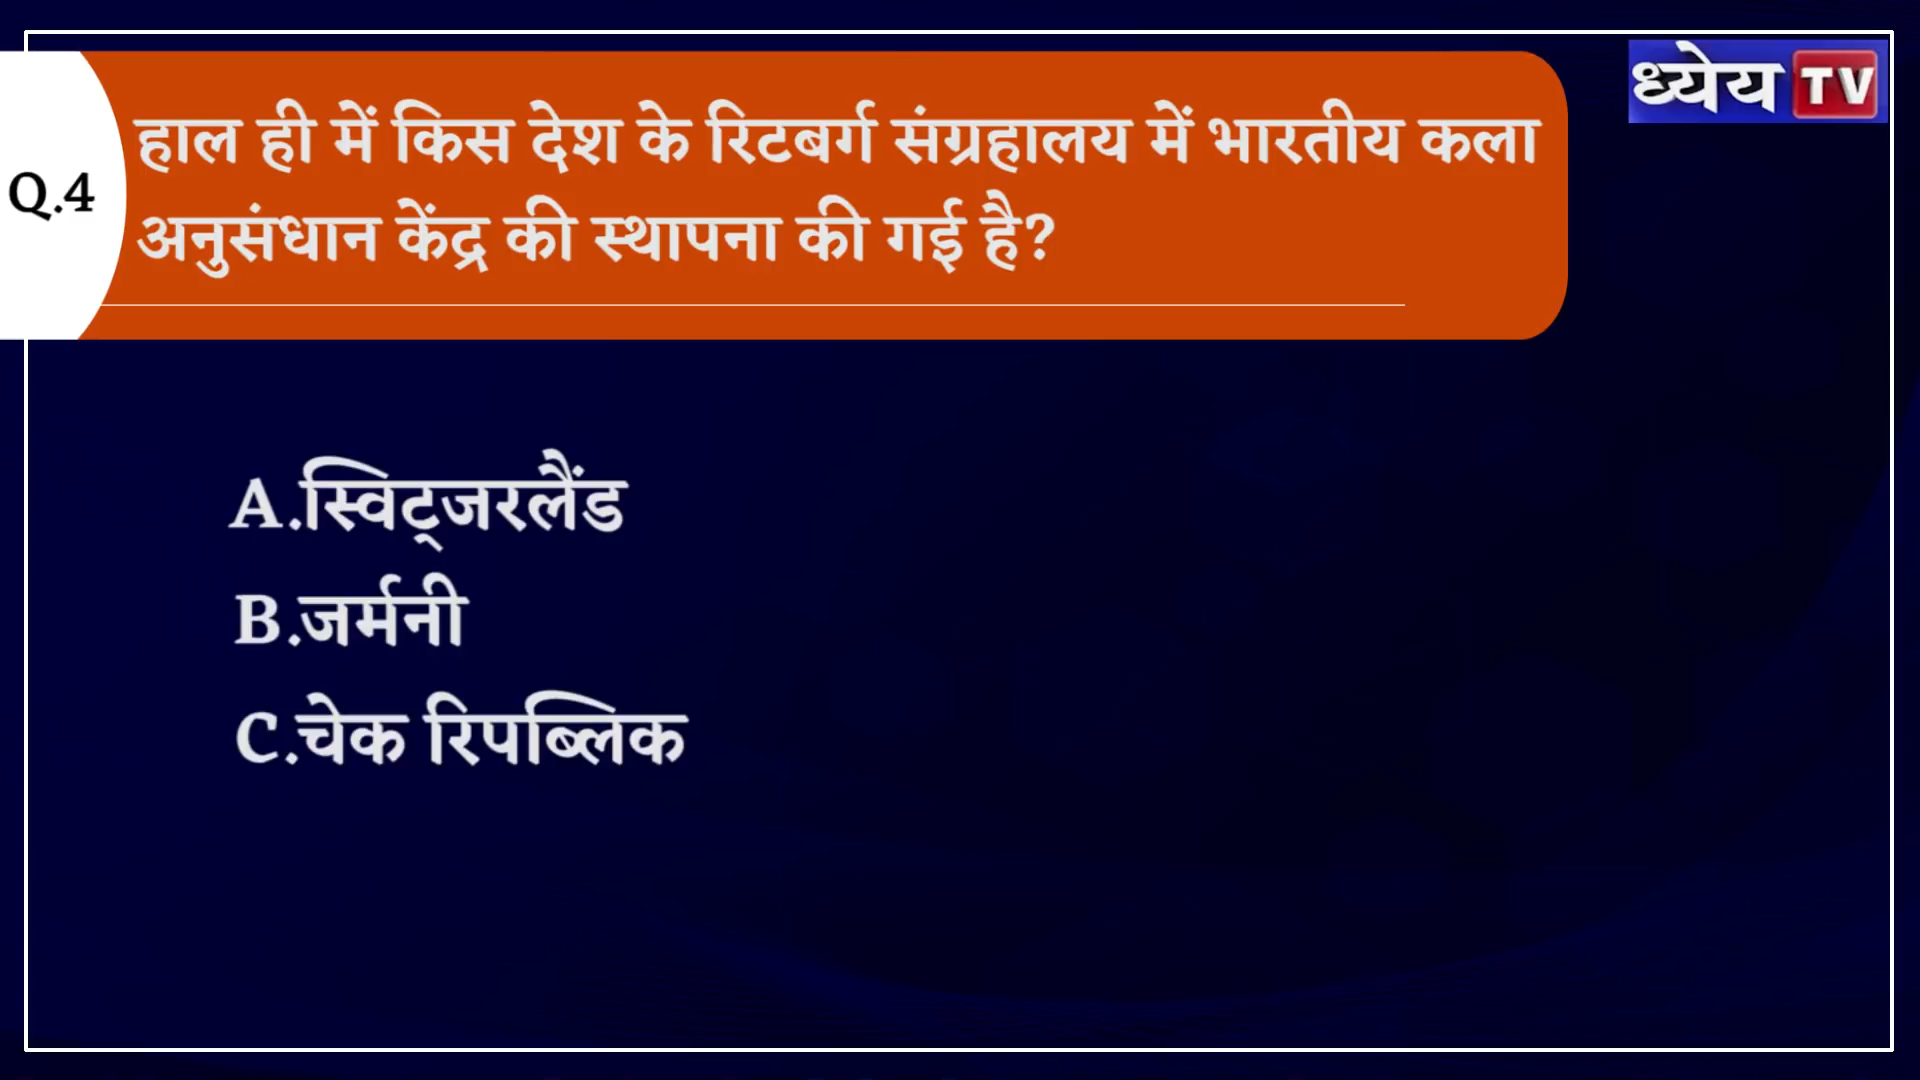 ध्येय TV
Q.4
हाल ही में किस देश के रिटबर्ग संग्रहालय में भारतीय कला
अनुसंधान केंद्र की स्थापना की गई है?
A.स्विट्जरलैंड
B.जर्मनी
C.चेक रिपब्लिक